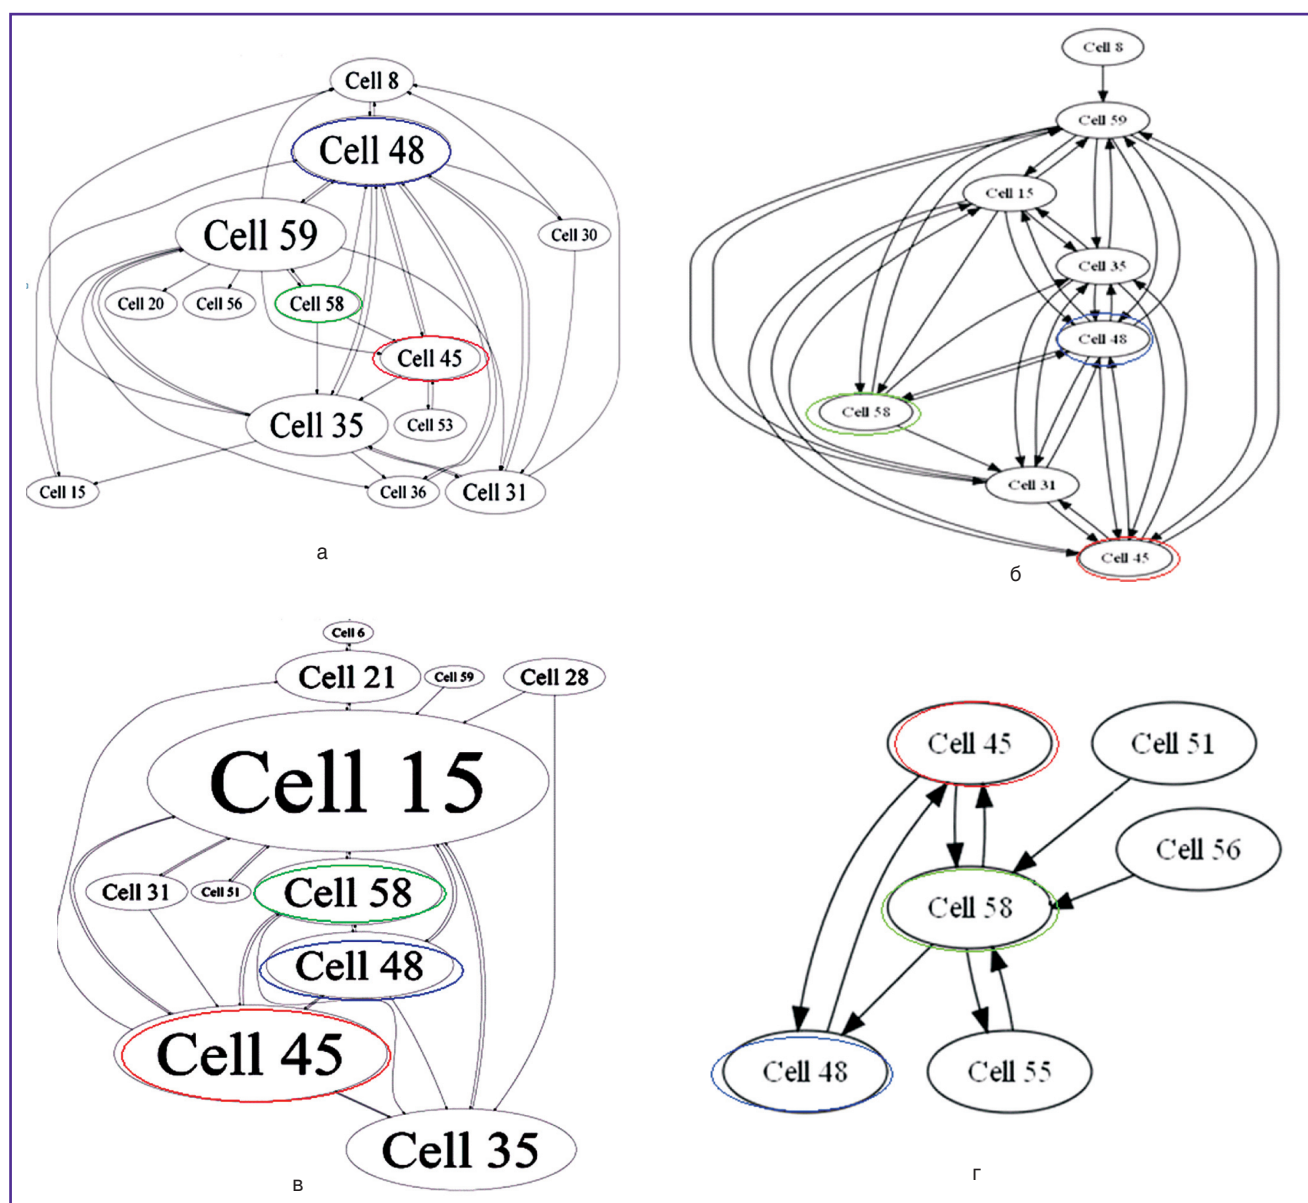 Cell 8
Cell 48
Cell 59
Cell 30
Cell 20
Cell 56
Cell 58
Cell 45
Cell 35
Cell 53
Cell 15
Cell 36
Cell 31
а
Cell 8
Cell 59
Cell 15
Cell 35
Cell 48
Cell 58
Cell 31
Cell 45
б
Cell 6
Cell 21
Cell 59
Cell 28
Cell 15
Cell 31
Cell 51
Cell 58
Cell 48
Cell 45
Cell 35
в
Cell 45
Cell 51
Cell 56
Cell 58
Cell 48
Cell 55
г